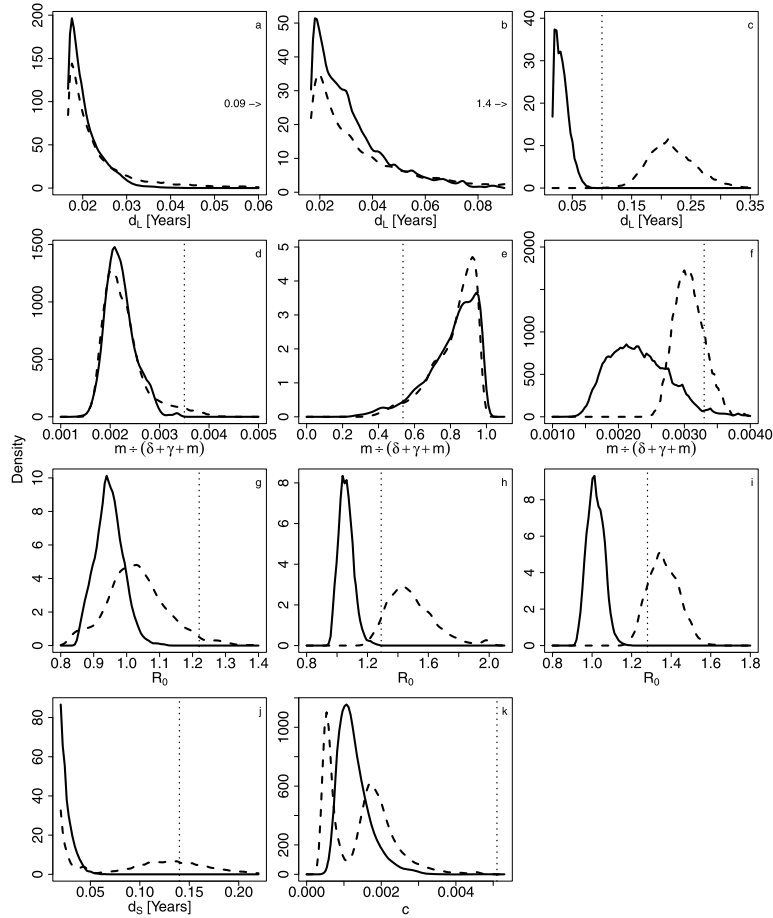 a
b
c
0.09 –>
1.4 –>
0 50 100 150 200
0 10 20 30 40 50
0 10 20 30 40
0.02 0.03 0.04 0.05 0.06
0.02 0.04 0.06 0.08
0.05 0.15 0.25 0.35
dL [Years]
dL [Years]
dL [Years]
d
e
f
0 500 1000 1500
0 1 2 3 4 5
0 500 1000 2000
0.001 0.002 0.003 0.004 0.005
0.0 0.2 0.4 0.6 0.8 1.0
0.0010 0.0020 0.0030 0.0040
m÷(δ+γ+m)
m÷(δ+γ+m)
m÷(δ+γ+m)
Density
g
h
i
0 2 4 6 8 10
0 2 4 6 8
0 2 4 6 8
0.8 0.9 1.0 1.1 1.2 1.3 1.4
0.8 1.2 1.6 2.0
0.8 1.0 1.2 1.4 1.6 1.8
R0
R0
R0
j
k
0 20 40 60 80
0 200 600 1000
0.05 0.10 0.15 0.20
0.000 0.002 0.004
dS [Years]
c